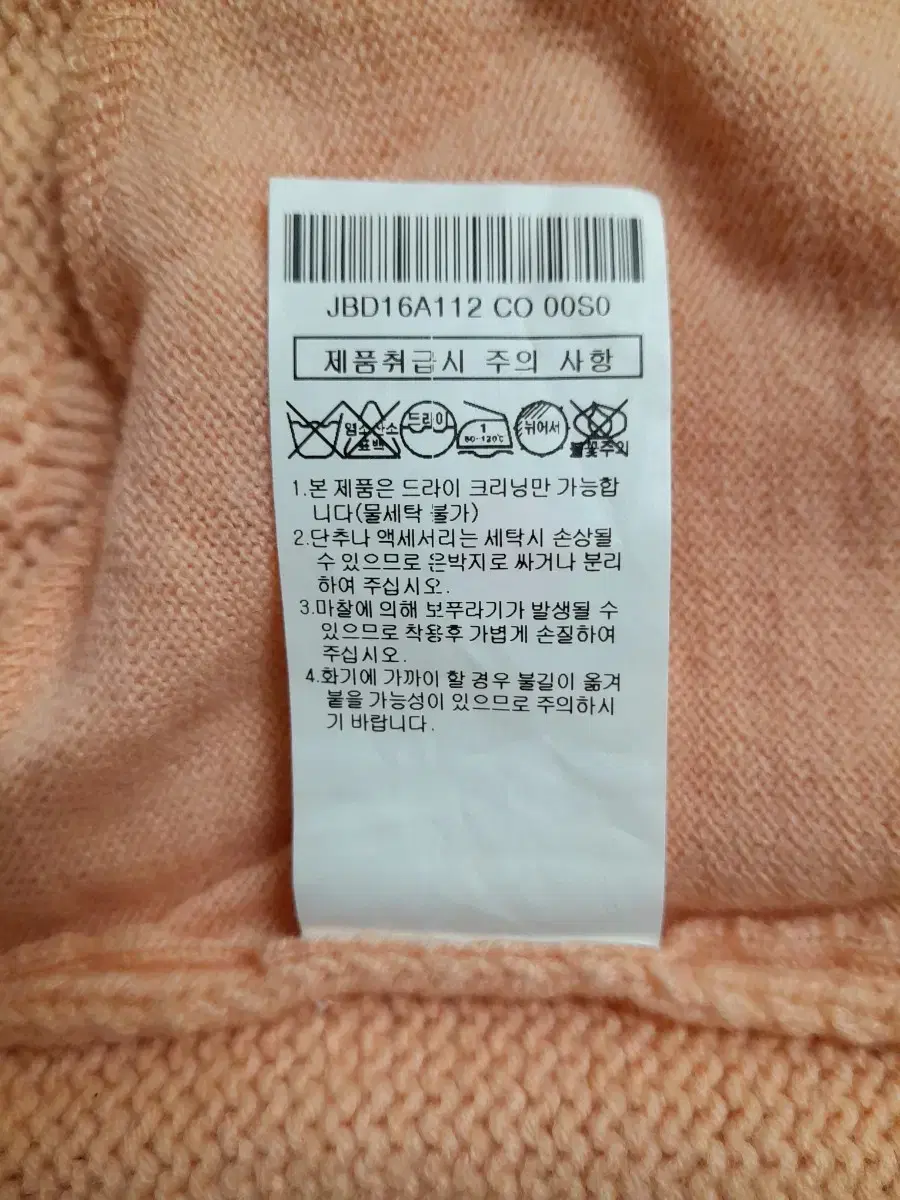 JBD16A112 CO 00S0
제품취급시 주의 사항
염소산소 표백
드라이
1 80-120℃
뉘어서
불꽃주의
1.본 제품은 드라이 크리닝만 가능합
니다(물세탁 불가)
2.단추나 액세서리는 세탁시 손상될
수 있으므로 은박지로 싸거나 분리
하여 주십시오.
3.마찰에 의해 보푸라기가 발생될 수
있으므로 착용후 가볍게 손질하여
주십시오.
4.화기에 가까이 할 경우 불길이 옮겨
붙을 가능성이 있으므로 주의하시
기 바랍니다.